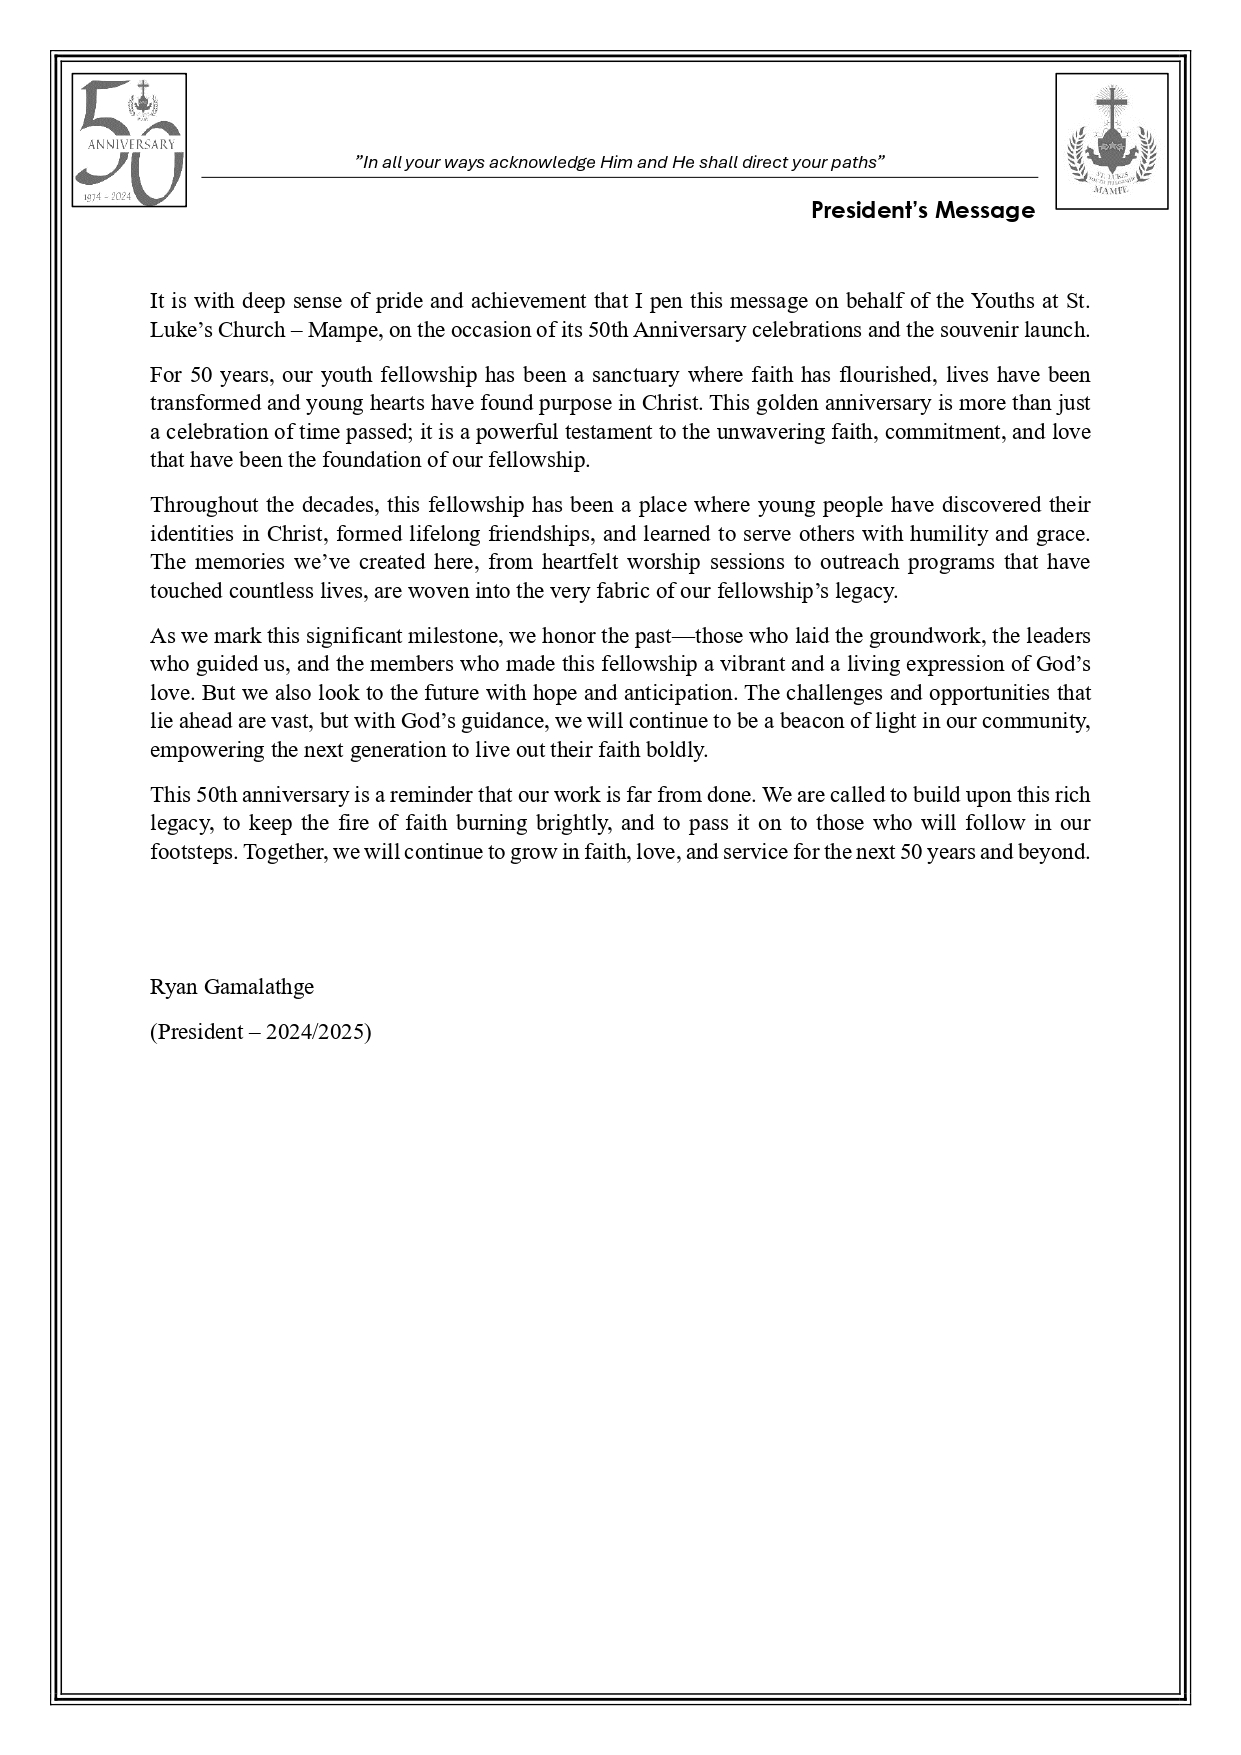 50
ANNIVERSARY
1974 - 2024
”In all your ways acknowledge Him and He shall direct your paths”
ST. LUKES
YOUTH FELLOWSHIP
MAMPE
President’s Message
It is with deep sense of pride and achievement that I pen this message on behalf of the Youths at St.
Luke’s Church – Mampe, on the occasion of its 50th Anniversary celebrations and the souvenir launch.
For 50 years, our youth fellowship has been a sanctuary where faith has flourished, lives have been
transformed and young hearts have found purpose in Christ. This golden anniversary is more than just
a celebration of time passed; it is a powerful testament to the unwavering faith, commitment, and love
that have been the foundation of our fellowship.
Throughout the decades, this fellowship has been a place where young people have discovered their
identities in Christ, formed lifelong friendships, and learned to serve others with humility and grace.
The memories we’ve created here, from heartfelt worship sessions to outreach programs that have
touched countless lives, are woven into the very fabric of our fellowship’s legacy.
As we mark this significant milestone, we honor the past—those who laid the groundwork, the leaders
who guided us, and the members who made this fellowship a vibrant and a living expression of God’s
love. But we also look to the future with hope and anticipation. The challenges and opportunities that
lie ahead are vast, but with God’s guidance, we will continue to be a beacon of light in our community,
empowering the next generation to live out their faith boldly.
This 50th anniversary is a reminder that our work is far from done. We are called to build upon this rich
legacy, to keep the fire of faith burning brightly, and to pass it on to those who will follow in our
footsteps. Together, we will continue to grow in faith, love, and service for the next 50 years and beyond.
Ryan Gamalathge
(President – 2024/2025)